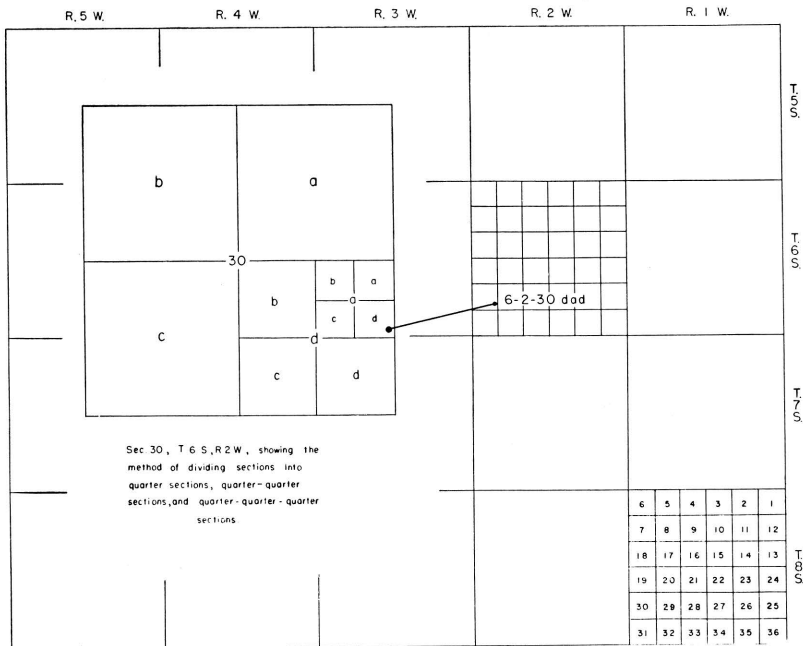 R. 5 W. R. 4 W. R. 3 W. R. 2 W. R. 1 W.
T. 5 S.
b a
T. 6 S.
30
b b a
a
6-2-30 dad
c c d
d
c d
T. 7 S.
Sec. 30, T 6 S, R 2 W, showing the
method of dividing sections into
quarter sections, quarter-quarter
sections, and quarter-quarter-quarter
sections
6 5 4 3 2 1
7 8 9 10 11 12
18 17 16 15 14 13
T. 8 S.
19 20 21 22 23 24
30 29 28 27 26 25
31 32 33 34 35 36